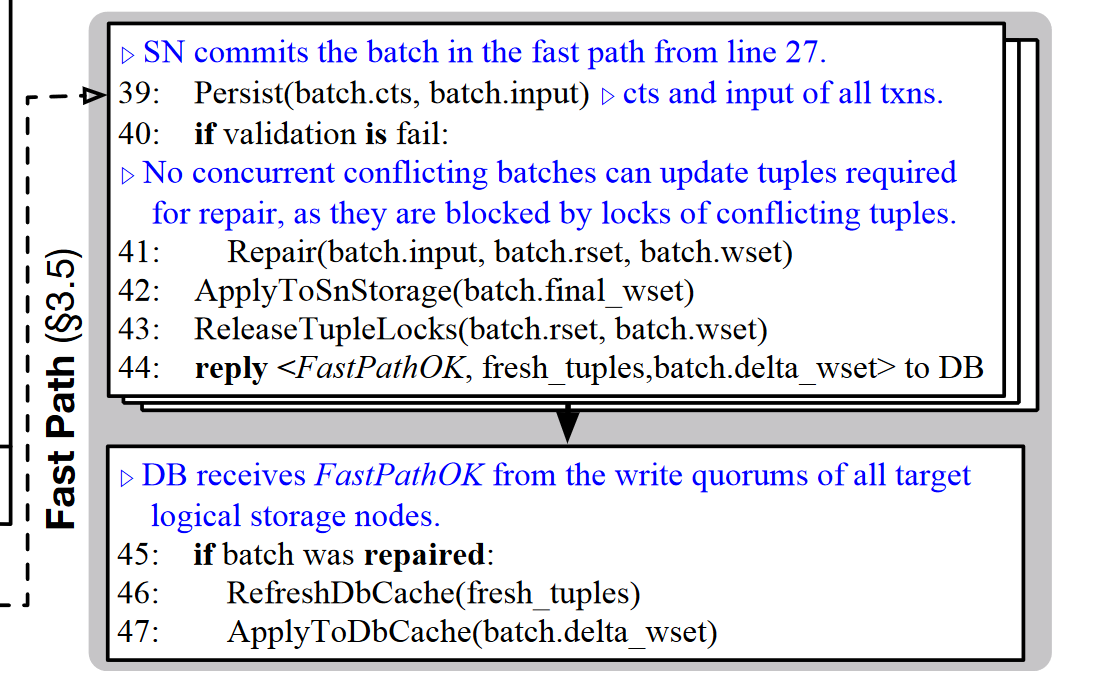 ▷ SN commits the batch in the fast path from line 27.
39: Persist(batch.cts, batch.input) ▷ cts and input of all txns.
40: if validation is fail:
▷ No concurrent conflicting batches can update tuples required
for repair, as they are blocked by locks of conflicting tuples.
41: Repair(batch.input, batch.rset, batch.wset)
42: ApplyToSnStorage(batch.final_wset)
43: ReleaseTupleLocks(batch.rset, batch.wset)
44: reply <FastPathOK, fresh_tuples,batch.delta_wset> to DB
Fast Path (§3.5)
▷ DB receives FastPathOK from the write quorums of all target
logical storage nodes.
45: if batch was repaired:
46: RefreshDbCache(fresh_tuples)
47: ApplyToDbCache(batch.delta_wset)